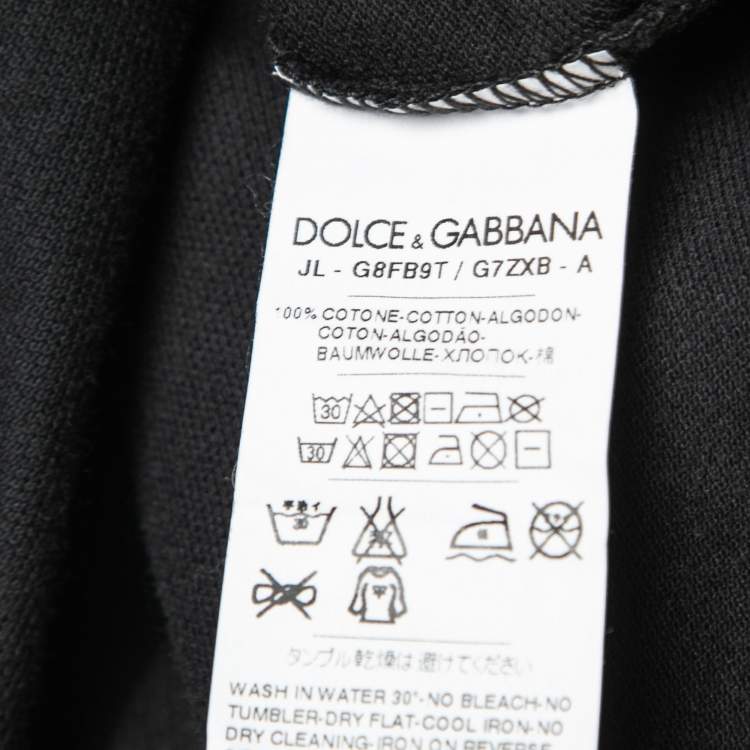 DOLCE & GABBANA
JL - G8FB9T / G7ZXB - A
100% COTONE-COTTON-ALGODON-
COTON-ALGODÃO-
BAUMWOLLE-ХЛОПОК-棉
30
30
30
平
タンブル乾燥は避けてください
WASH IN WATER 30°-NO BLEACH-NO
TUMBLER-DRY FLAT-COOL IRON-NO
DRY CLEANING-IRON ON REVERSE